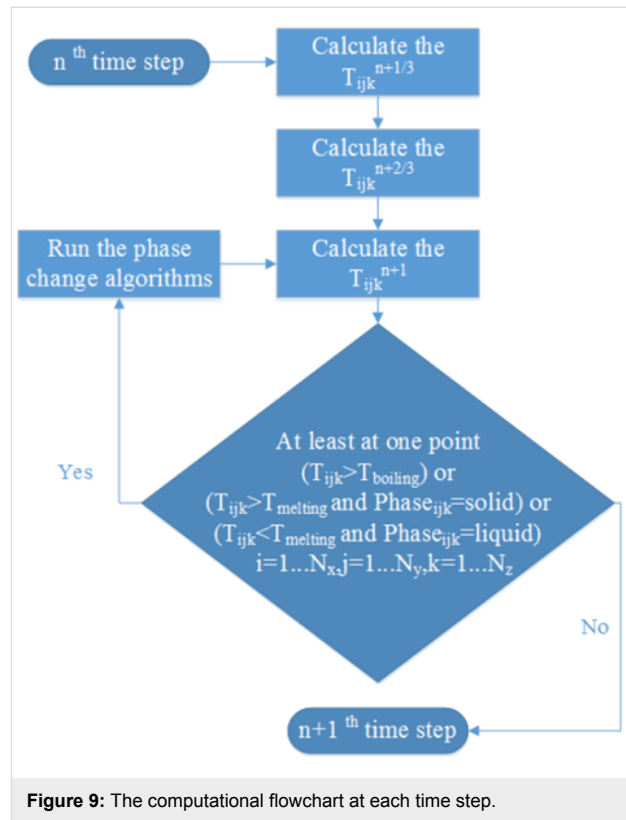 n th time step
Calculate the
Tijk n+1/3
Calculate the
Tijk n+2/3
Run the phase
change algorithms
Calculate the
Tijk n+1
At least at one point
(Tijk>Tboiling) or
(Tijk>Tmelting and Phaseijk=solid) or
(Tijk<Tmelting and Phaseijk=liquid)
i=1...Nx,j=1...Ny,k=1...Nz
Yes
No
n+1 th time step
Figure 9: The computational flowchart at each time step.